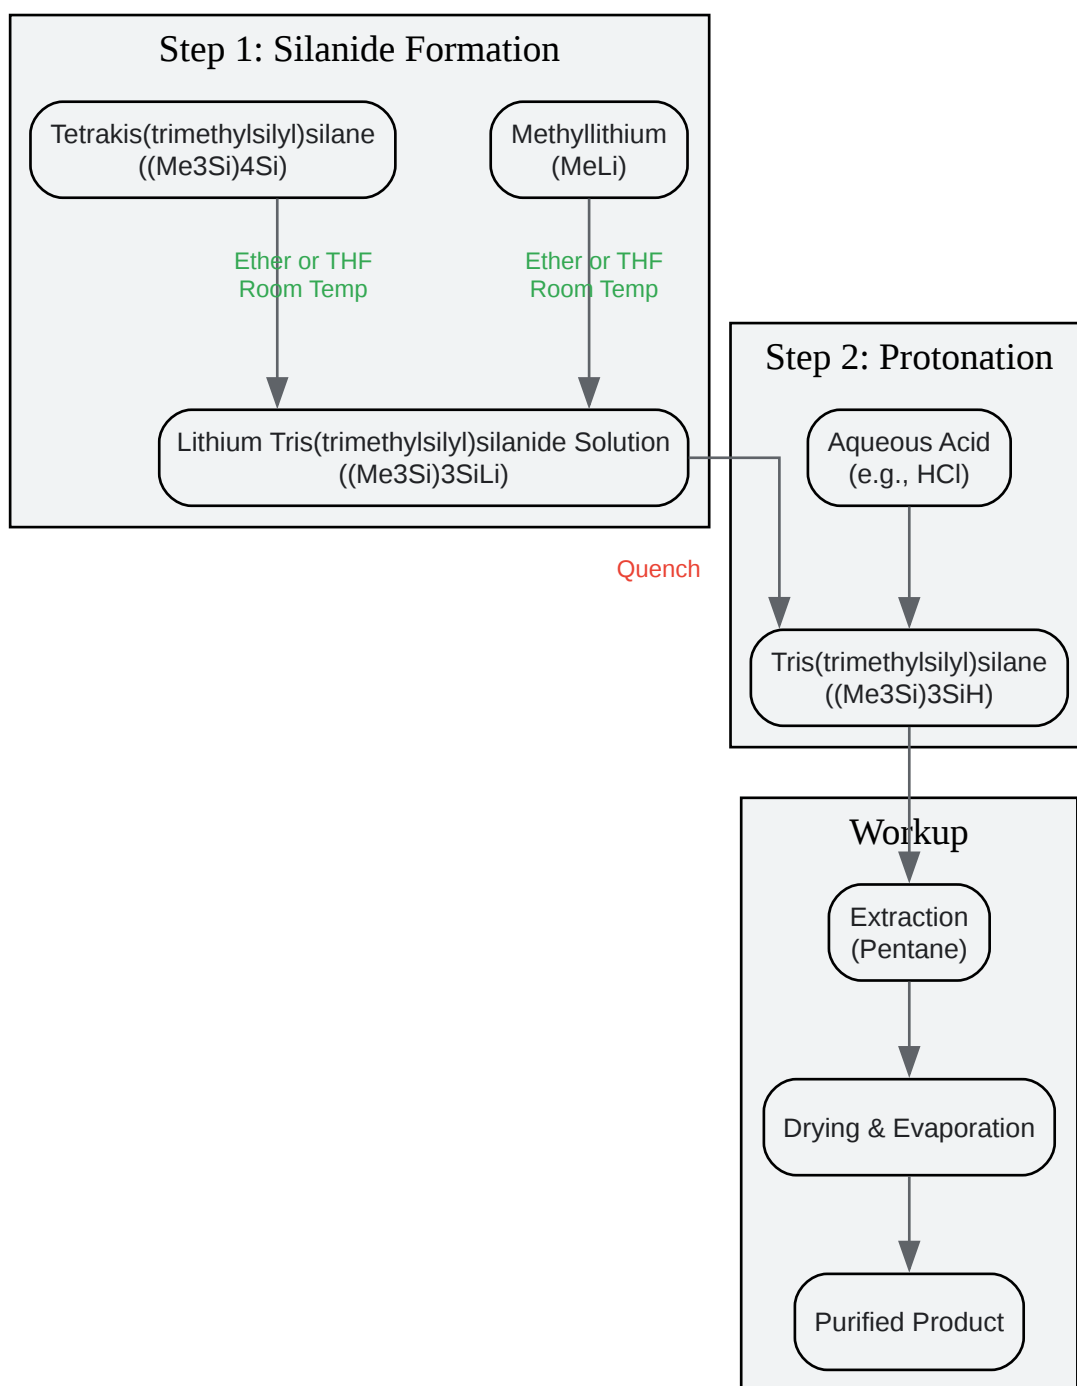 Step 1: Silanide Formation
Tetrakis(trimethylsilyl)silane
((Me3Si)4Si)
Methyllithium
(MeLi)
Ether or THF
Room Temp
Ether or THF
Room Temp
Lithium Tris(trimethylsilyl)silanide Solution
((Me3Si)3SiLi)
Step 2: Protonation
Aqueous Acid
(e.g., HCl)
Quench
Tris(trimethylsilyl)silane
((Me3Si)3SiH)
Workup
Extraction
(Pentane)
Drying & Evaporation
Purified Product